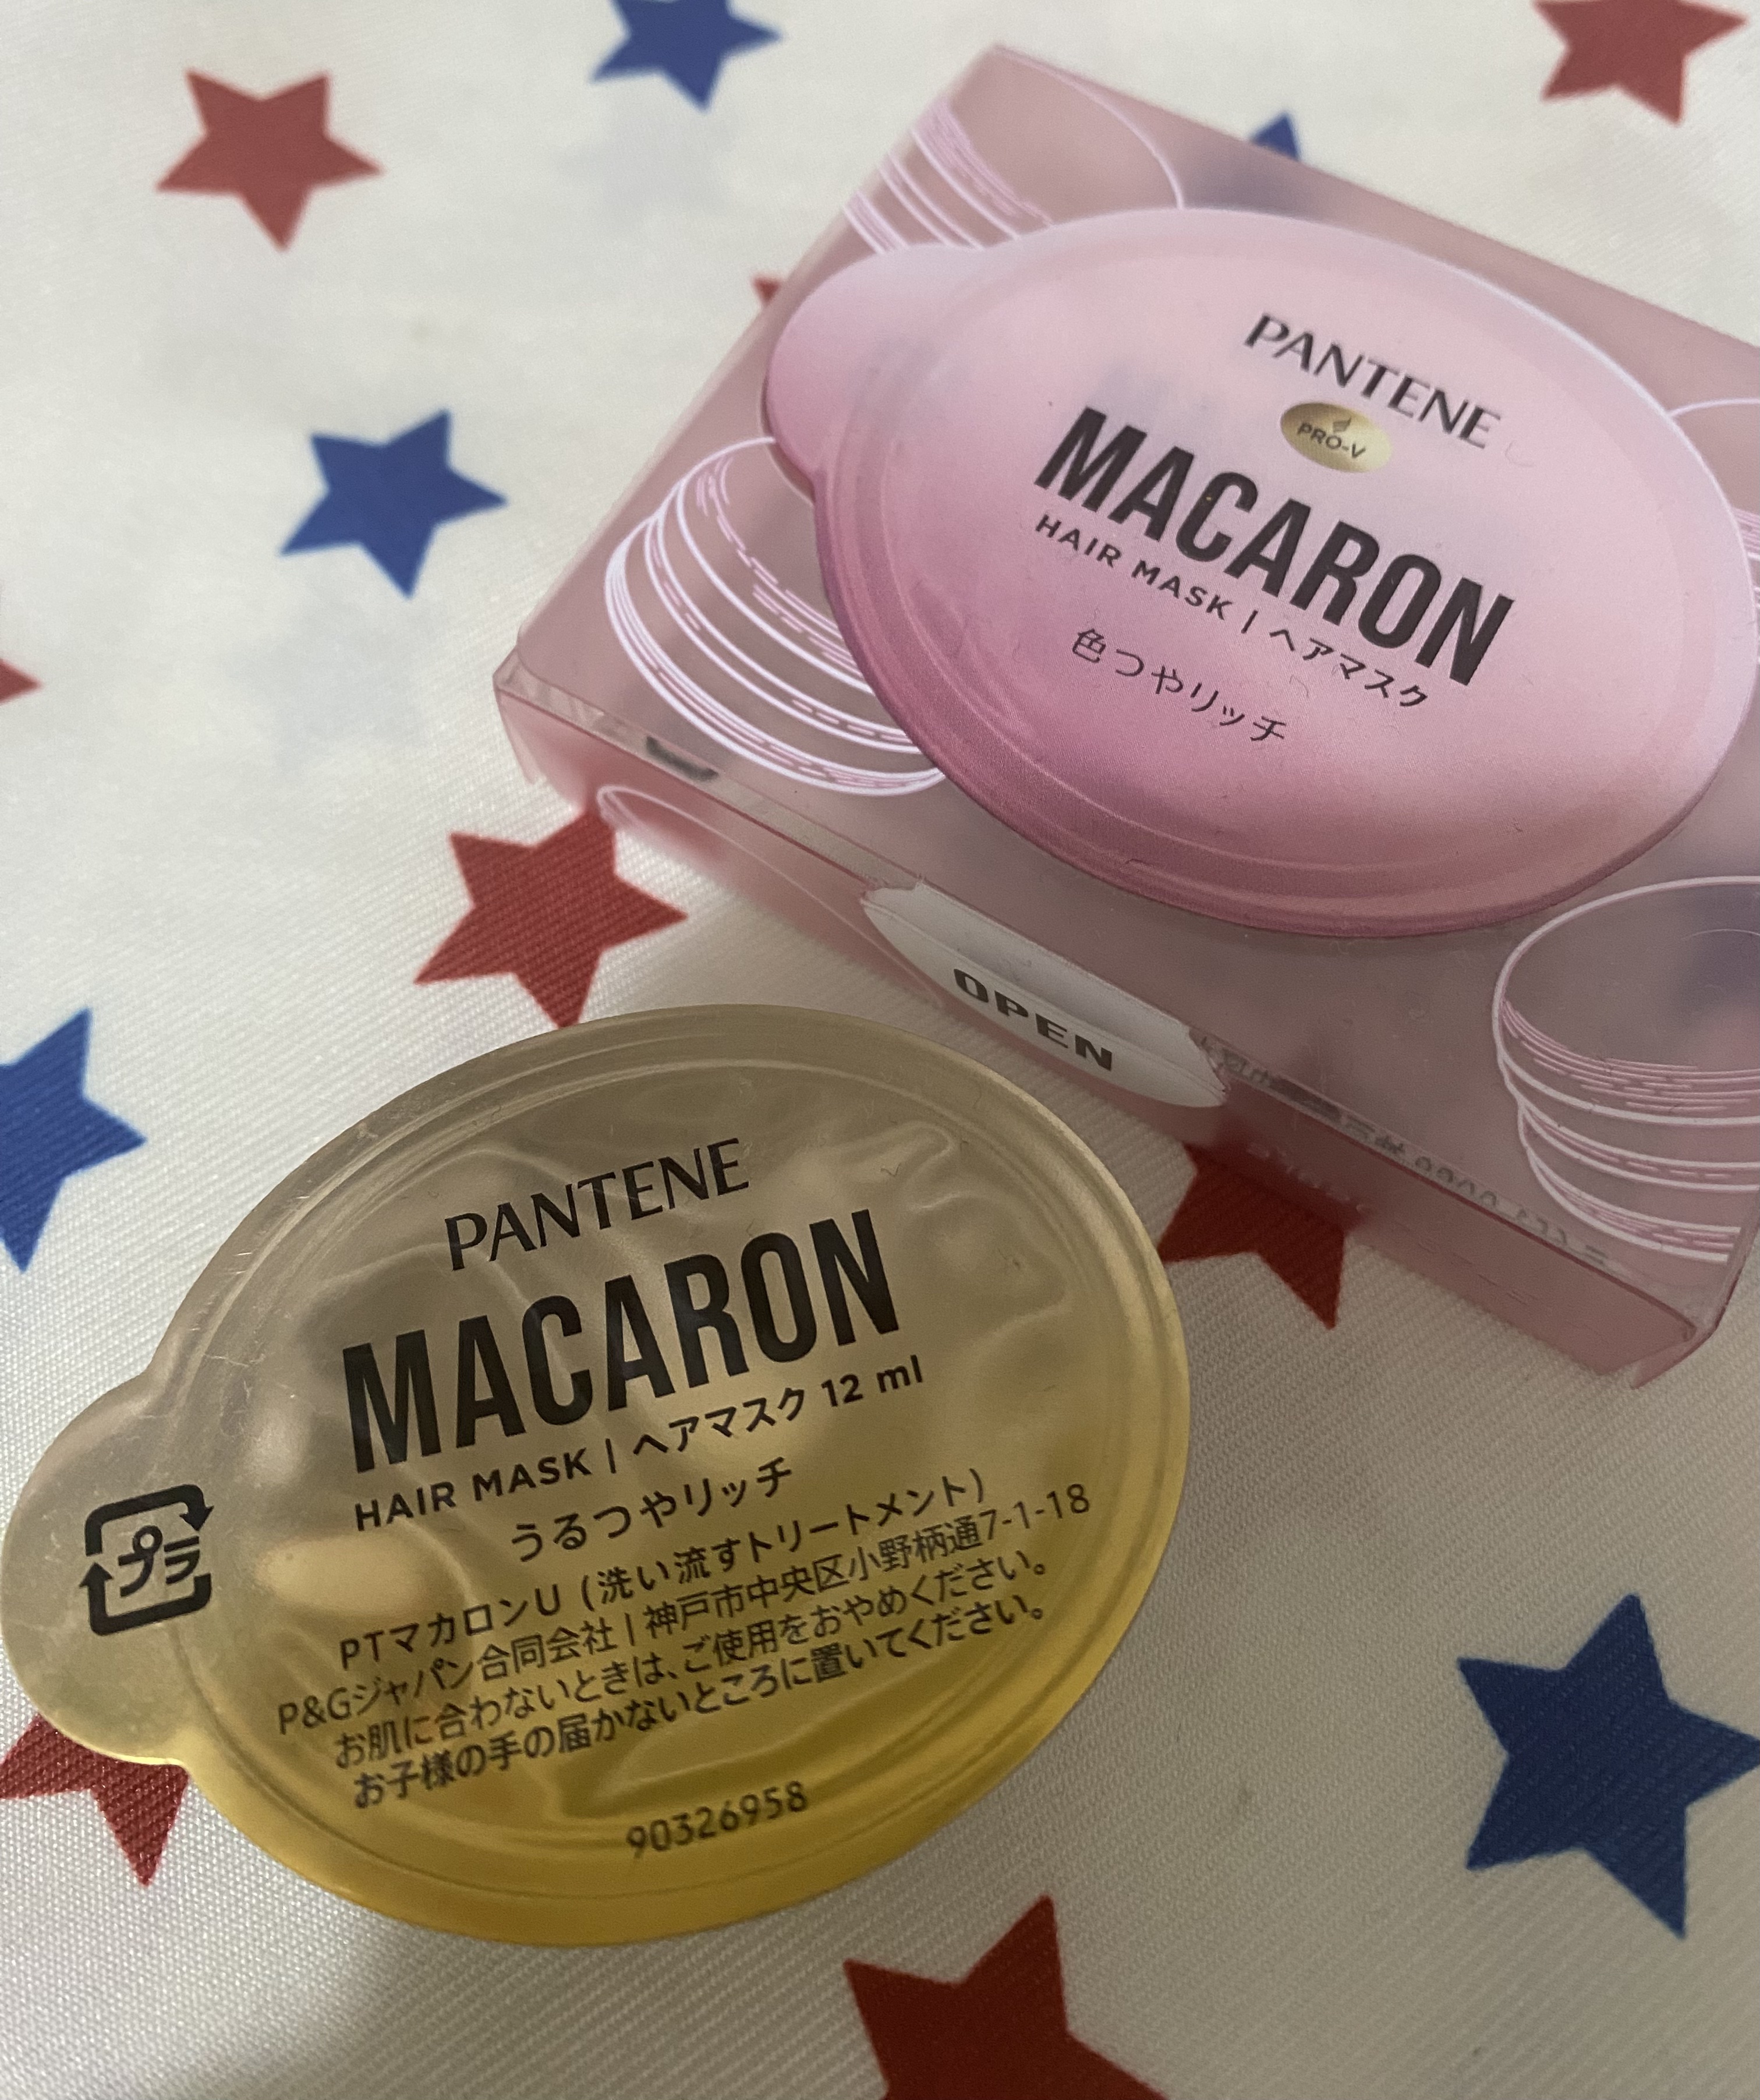 PANTENE
PRO-V
MACARON
HAIR MASK | ヘアマスク
色つやリッチ
OPEN
PANTENE
MACARON
HAIR MASK | ヘアマスク 12 ml
うるつやリッチ
プラ
PTマカロンU (洗い流すトリートメント)
P&Gジャパン合同会社 | 神戸市中央区小野柄通7-1-18
お肌に合わないときは、ご使用をおやめください。
お子様の手の届かないところに置いてください。
90326958